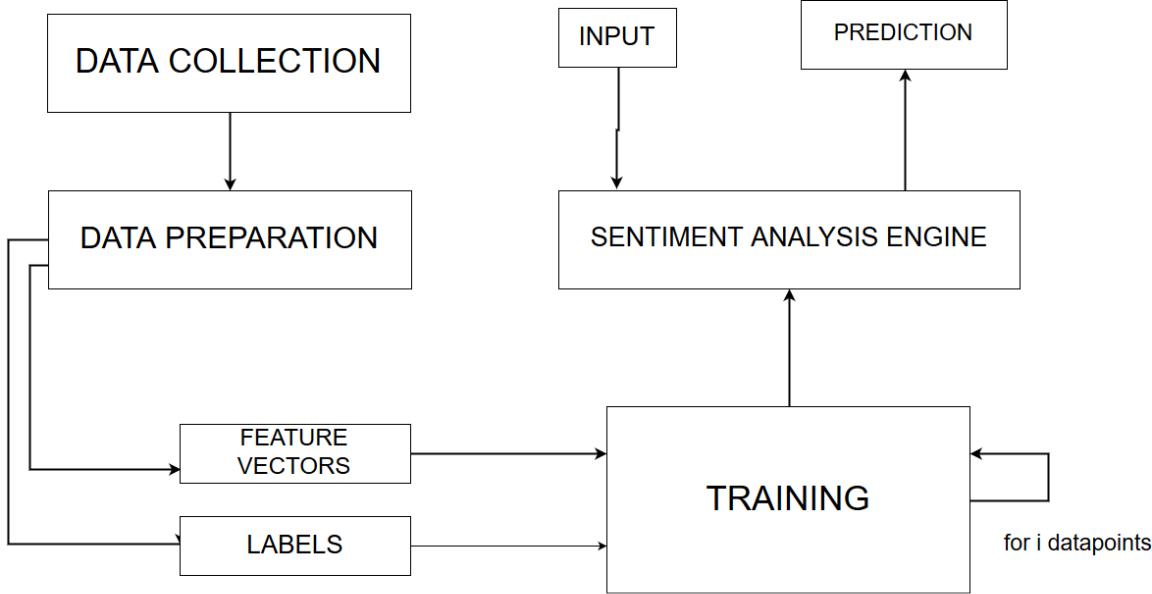 DATA COLLECTION
INPUT
PREDICTION
DATA PREPARATION
SENTIMENT ANALYSIS ENGINE
FEATURE
VECTORS
TRAINING
LABELS
for i datapoints